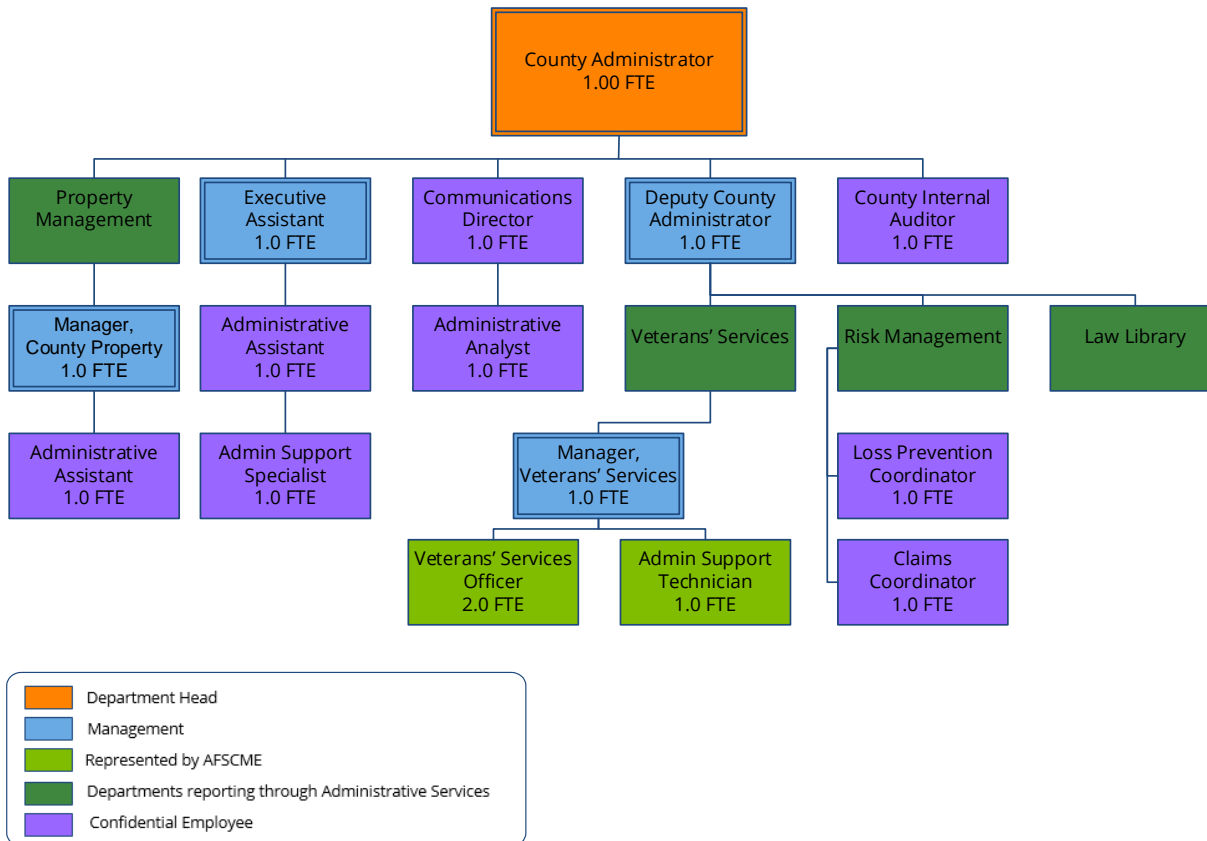 County Administrator
1.00 FTE
Property
Management
Executive
Assistant
1.0 FTE
Communications
Director
1.0 FTE
Deputy County
Administrator
1.0 FTE
County Internal
Auditor
1.0 FTE
Manager,
County Property
1.0 FTE
Administrative
Assistant
1.0 FTE
Administrative
Analyst
1.0 FTE
Veterans’ Services
Risk Management
Law Library
Administrative
Assistant
1.0 FTE
Admin Support
Specialist
1.0 FTE
Manager,
Veterans’ Services
1.0 FTE
Loss Prevention
Coordinator
1.0 FTE
Veterans’ Services
Officer
2.0 FTE
Admin Support
Technician
1.0 FTE
Claims
Coordinator
1.0 FTE
Department Head
Management
Represented by AFSCME
Departments reporting through Administrative Services
Confidential Employee